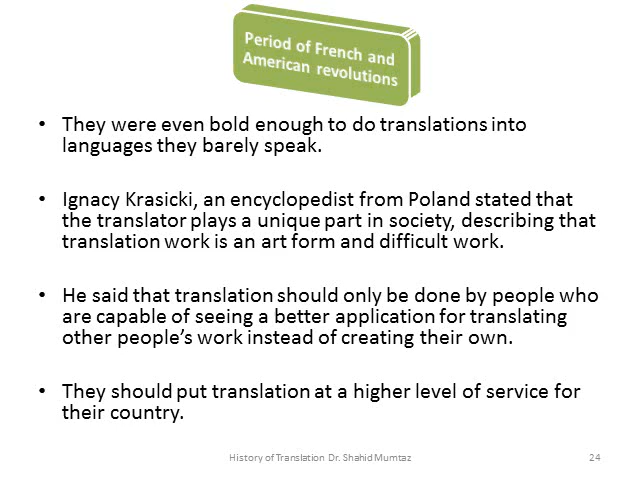 Period of French and
American revolutions
• They were even bold enough to do translations into
languages they barely speak.
• Ignacy Krasicki, an encyclopedist from Poland stated that
the translator plays a unique part in society, describing that
translation work is an art form and difficult work.
• He said that translation should only be done by people who
are capable of seeing a better application for translating
other people’s work instead of creating their own.
• They should put translation at a higher level of service for
their country.
History of Translation Dr. Shahid Mumtaz
24